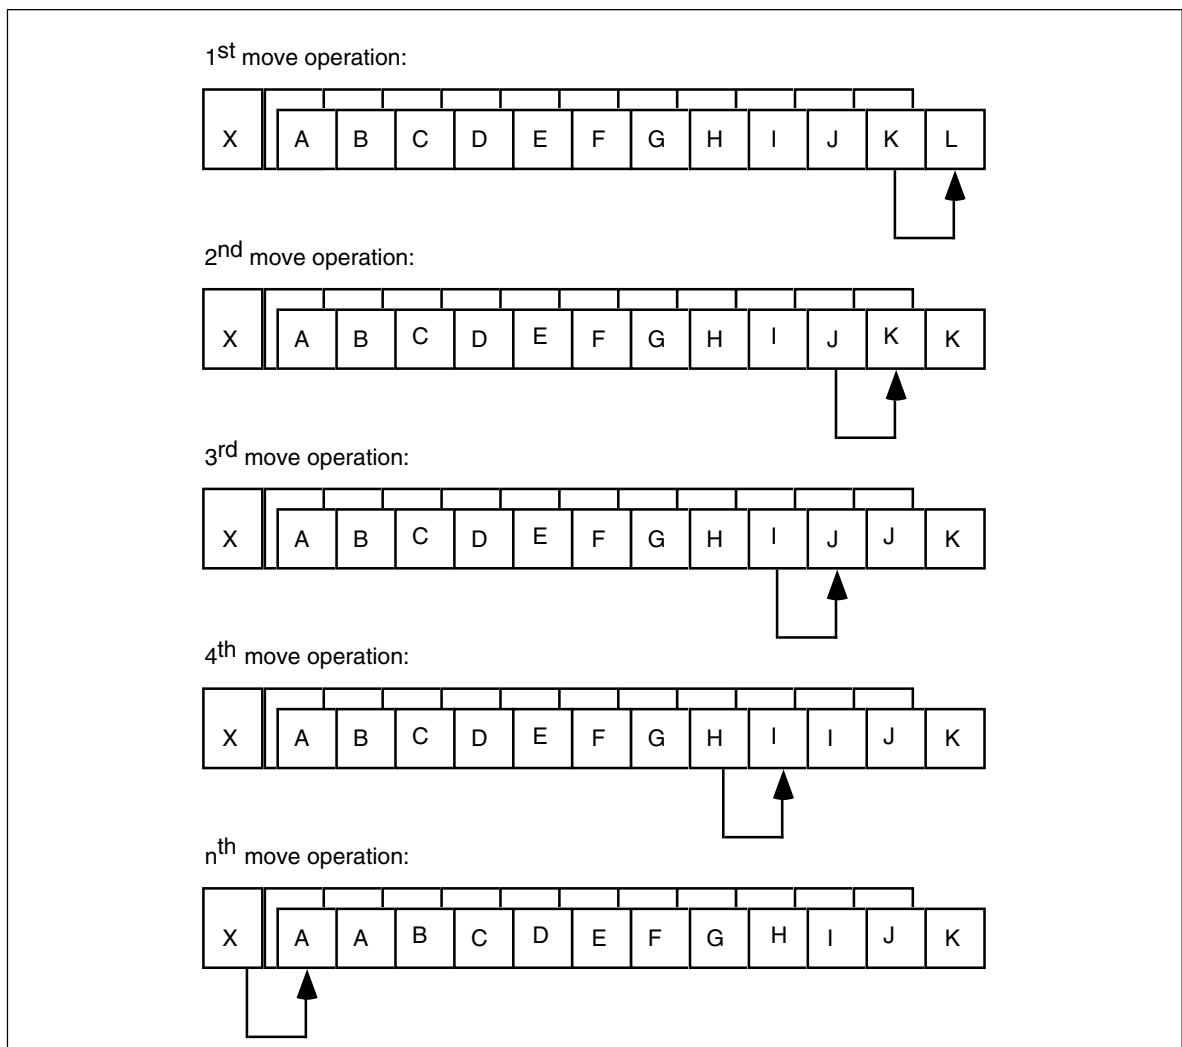 1st move operation:
X A B C D E F G H I J K L
2nd move operation:
X A B C D E F G H I J K K
3rd move operation:
X A B C D E F G H I J J K
4th move operation:
X A B C D E F G H I I J K
nth move operation:
X A A B C D E F G H I J K